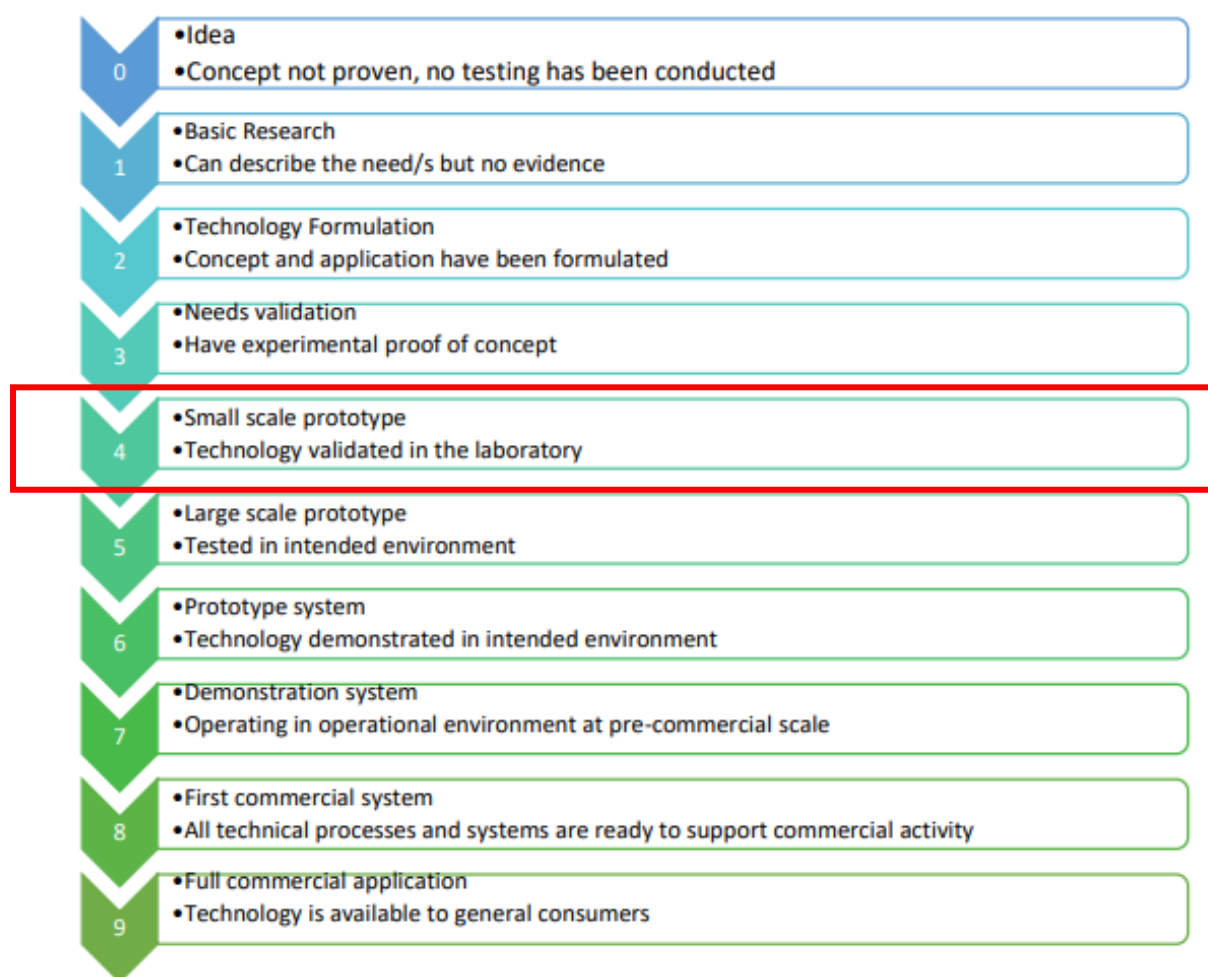 0
•Idea
•Concept not proven, no testing has been conducted
1
•Basic Research
•Can describe the need/s but no evidence
2
•Technology Formulation
•Concept and application have been formulated
3
•Needs validation
•Have experimental proof of concept
4
•Small scale prototype
•Technology validated in the laboratory
5
•Large scale prototype
•Tested in intended environment
6
•Prototype system
•Technology demonstrated in intended environment
7
•Demonstration system
•Operating in operational environment at pre-commercial scale
8
•First commercial system
•All technical processes and systems are ready to support commercial activity
9
•Full commercial application
•Technology is available to general consumers